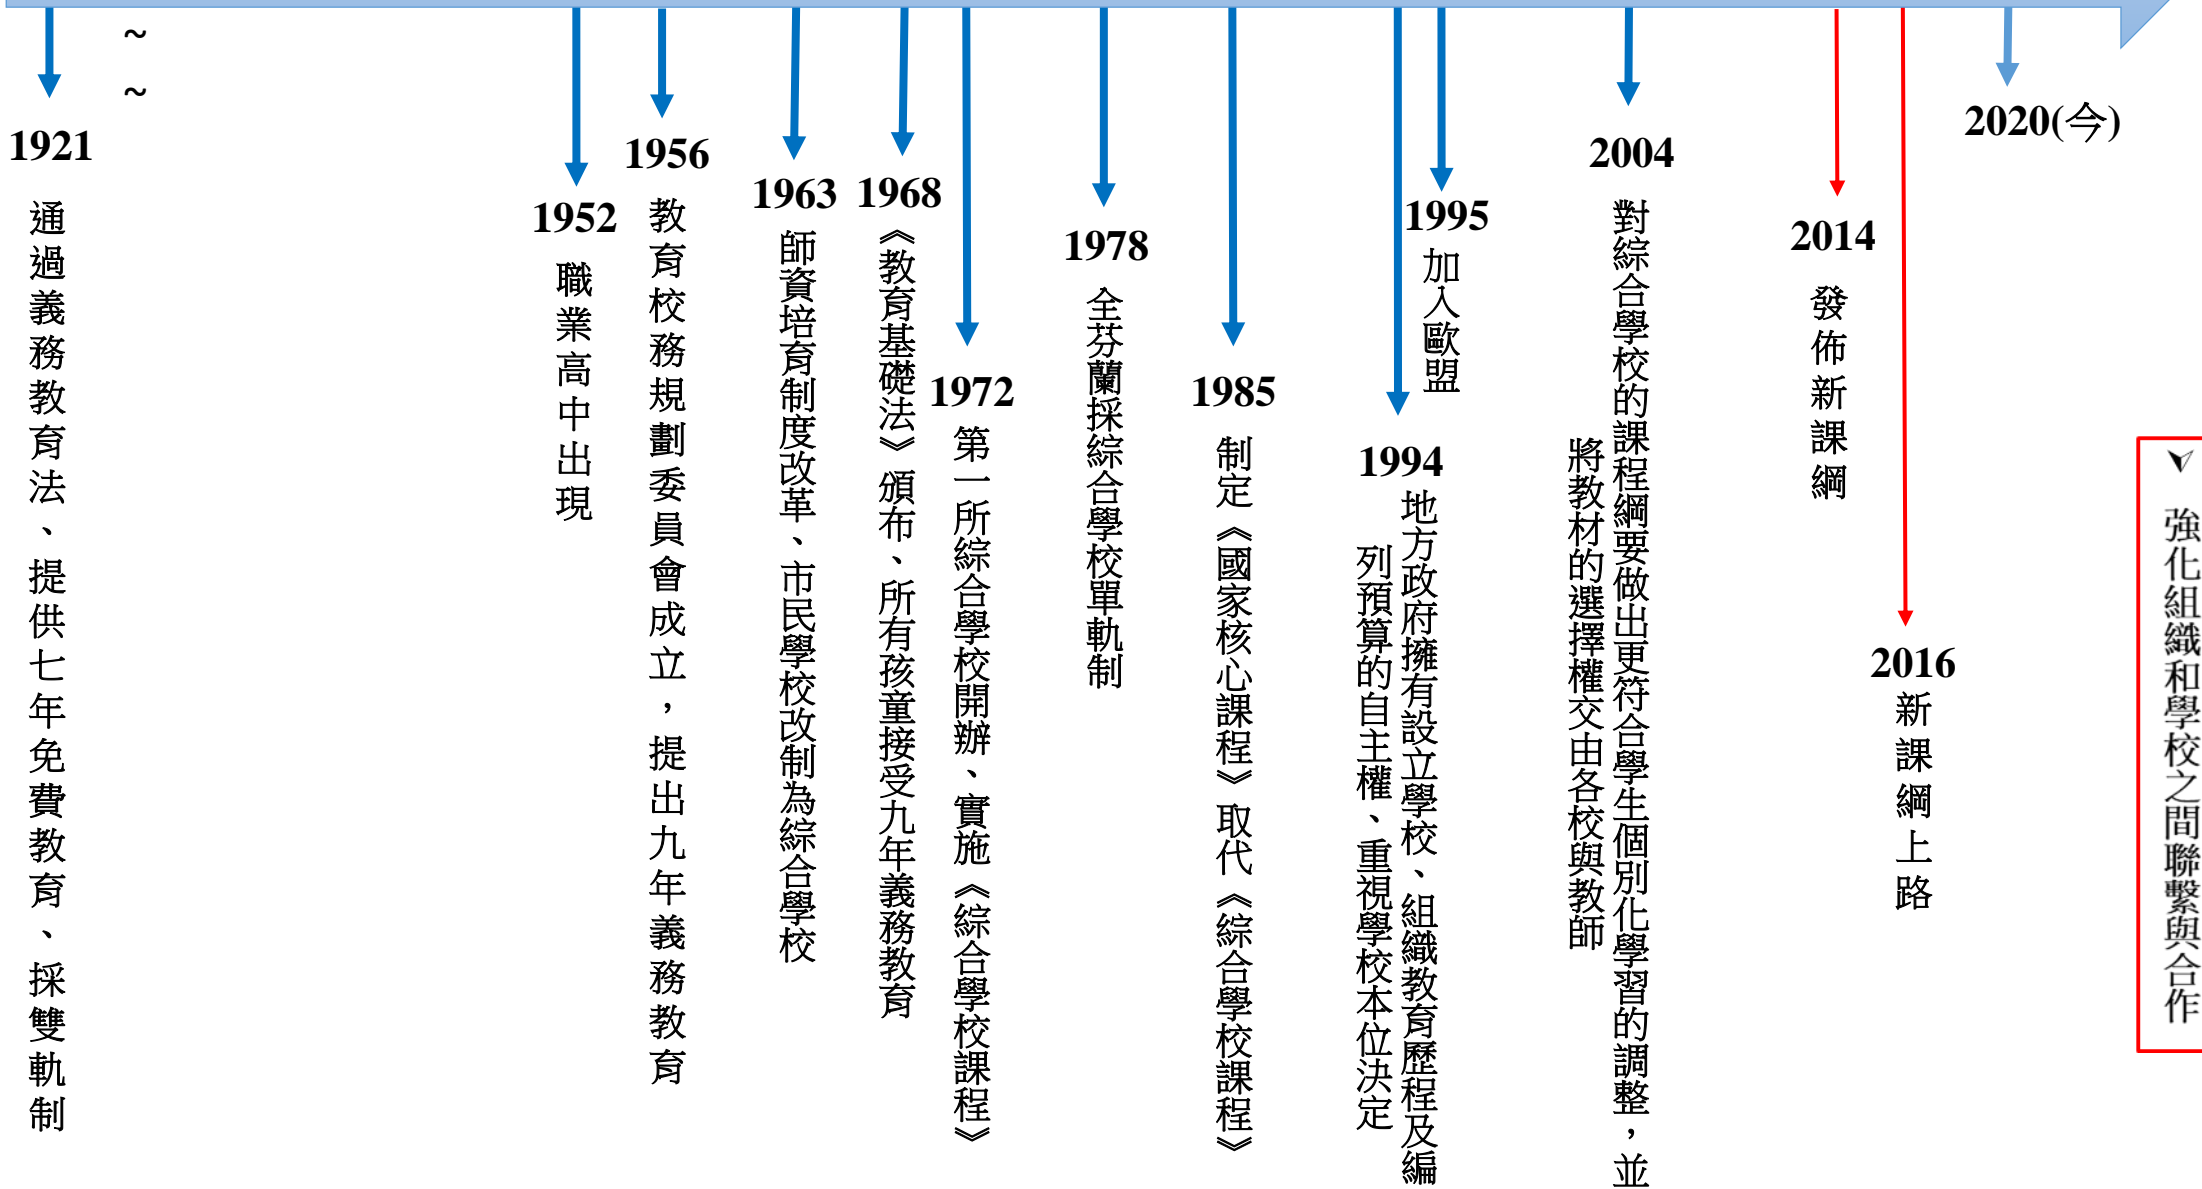 ~
~
1921
通過義務教育法、提供七年免費教育、採雙軌制
1952
職業高中出現
1956
教育校務規劃委員會成立，提出九年義務教育
1963
師資培育制度改革、市民學校改制為綜合學校
1968
《教育基礎法》頒布、所有孩童接受九年義務教育
1972
第一所綜合學校開辦、實施《綜合學校課程》
1978
全芬蘭採綜合學校單軌制
1985
制定《國家核心課程》取代《綜合學校課程》
1994
地方政府擁有設立學校、組織教育歷程及編
列預算的自主權、重視學校本位決定
1995
加入歐盟
2004
對綜合學校的課程綱要做出更符合學生個別化學習的調整，並
將教材的選擇權交由各校與教師
2014
發佈新課綱
2016
新課綱上路
2020(今)
強化組織和學校之間聯繫與合作